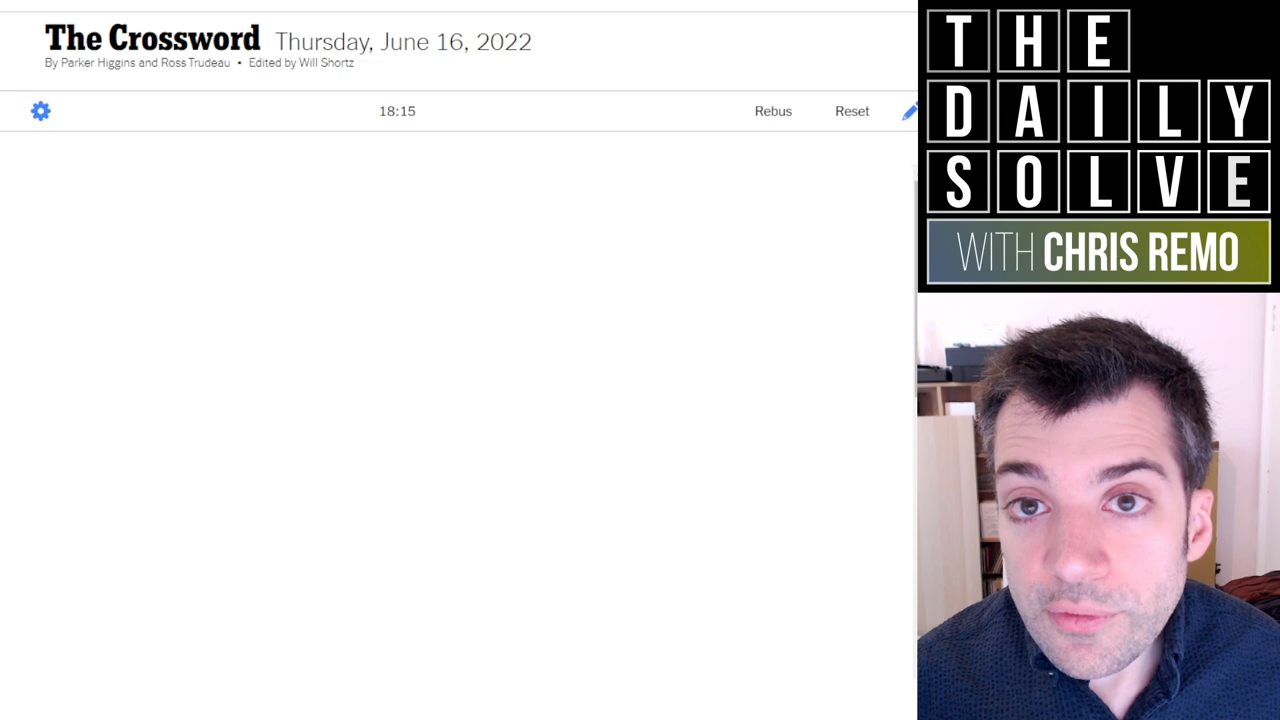 The Crossword Thursday, June 16, 2022
By Parker Higgins and Ross Trudeau • Edited by Will Shortz
18:15 Rebus Reset
THE
DAILY
SOLVE
WITH CHRIS REMO